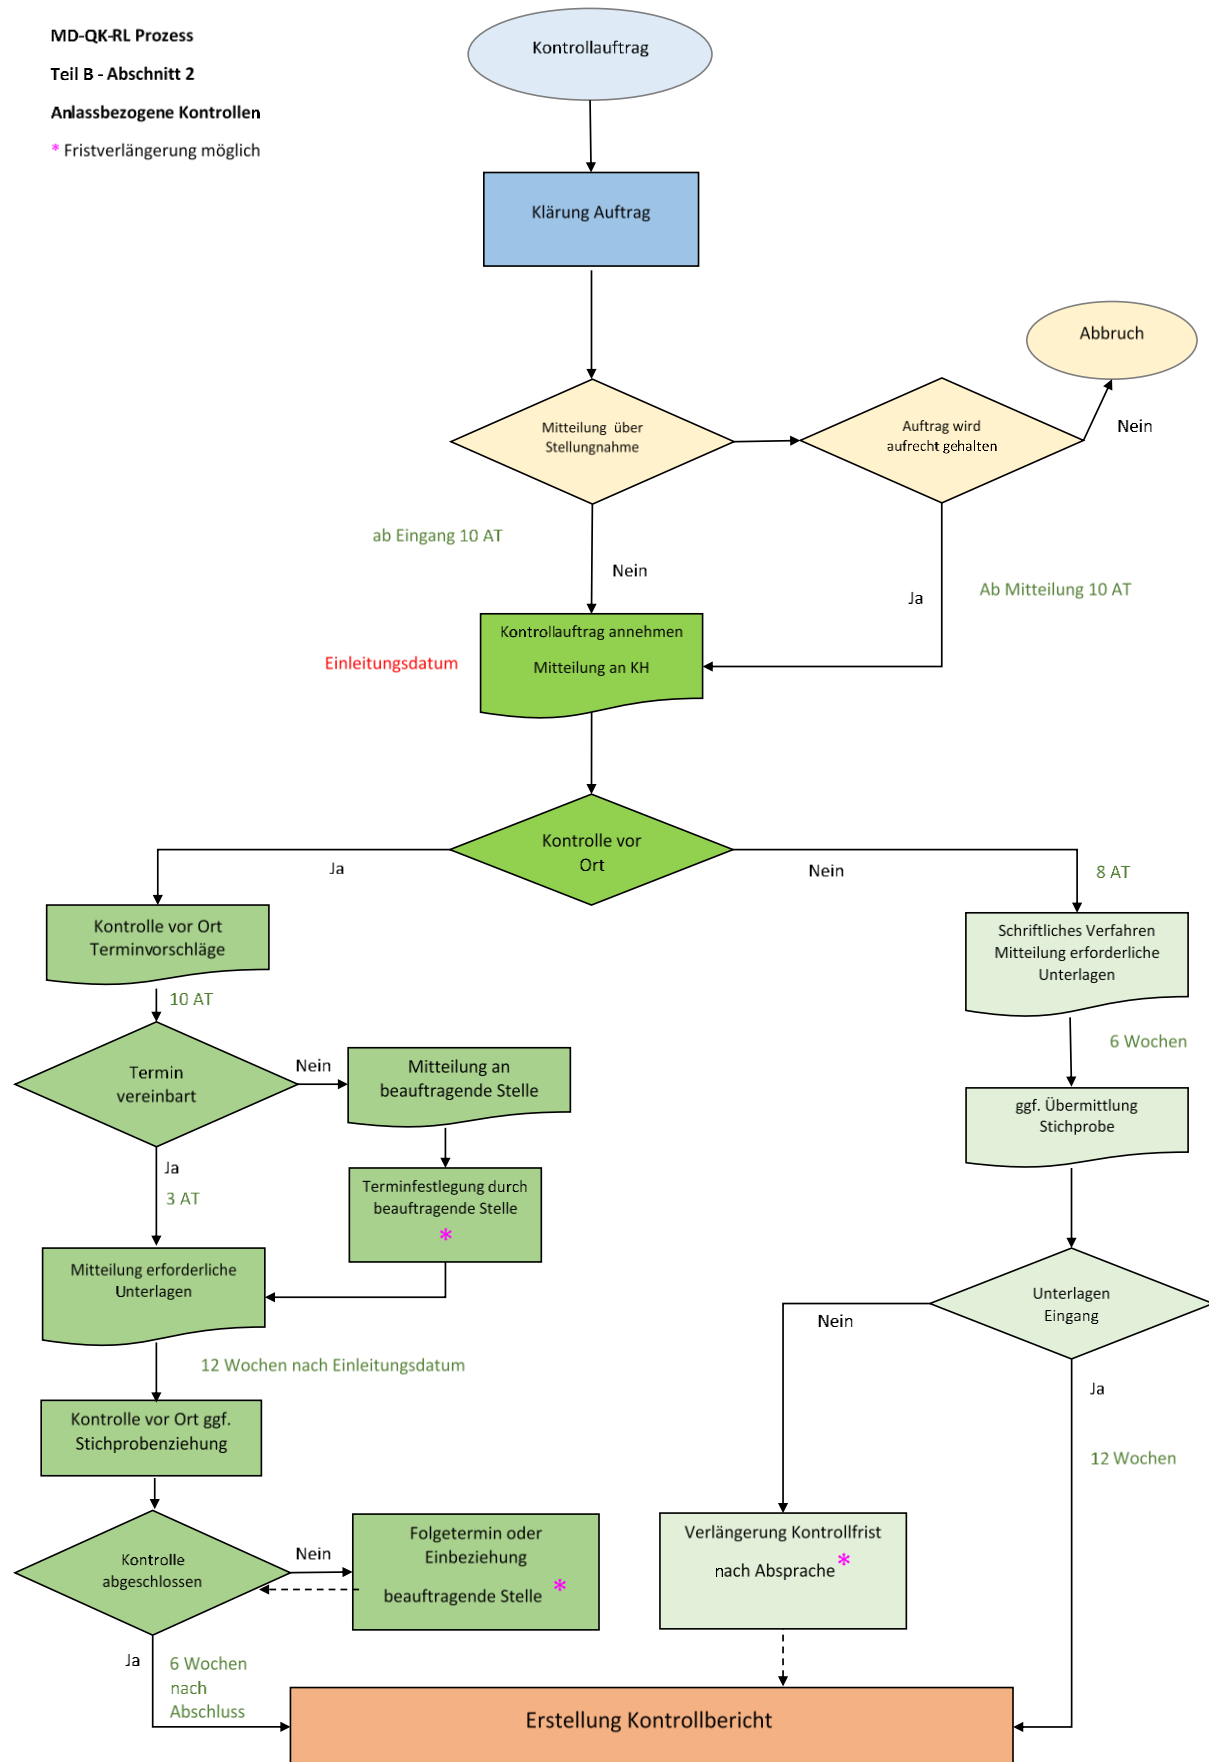 MD-QK-RL Prozess
Teil B - Abschnitt 2
Anlassbezogene Kontrollen
* Fristverlängerung möglich
Kontrollauftrag
Klärung Auftrag
Abbruch
Mitteilung über
Stellungnahme
Auftrag wird
aufrecht gehalten
Nein
ab Eingang 10 AT
Nein
Ja
Ab Mitteilung 10 AT
Kontrollauftrag annehmen
Mitteilung an KH
Einleitungsdatum
Kontrolle vor
Ort
Ja
Nein
8 AT
Kontrolle vor Ort
Terminvorschläge
Schriftliches Verfahren
Mitteilung erforderliche
Unterlagen
10 AT
6 Wochen
Termin
vereinbart
Nein
Mitteilung an
beauftragende Stelle
ggf. Übermittlung
Stichprobe
Ja
3 AT
Terminfestlegung durch
beauftragende Stelle
*
Mitteilung erforderliche
Unterlagen
Unterlagen
Eingang
Nein
Ja
12 Wochen nach Einleitungsdatum
Kontrolle vor Ort ggf.
Stichprobenziehung
12 Wochen
Kontrolle
abgeschlossen
Nein
Folgetermin oder
Einbeziehung
beauftragende Stelle *
Verlängerung Kontrollfrist
nach Absprache *
Ja
6 Wochen
nach
Abschluss
Erstellung Kontrollbericht